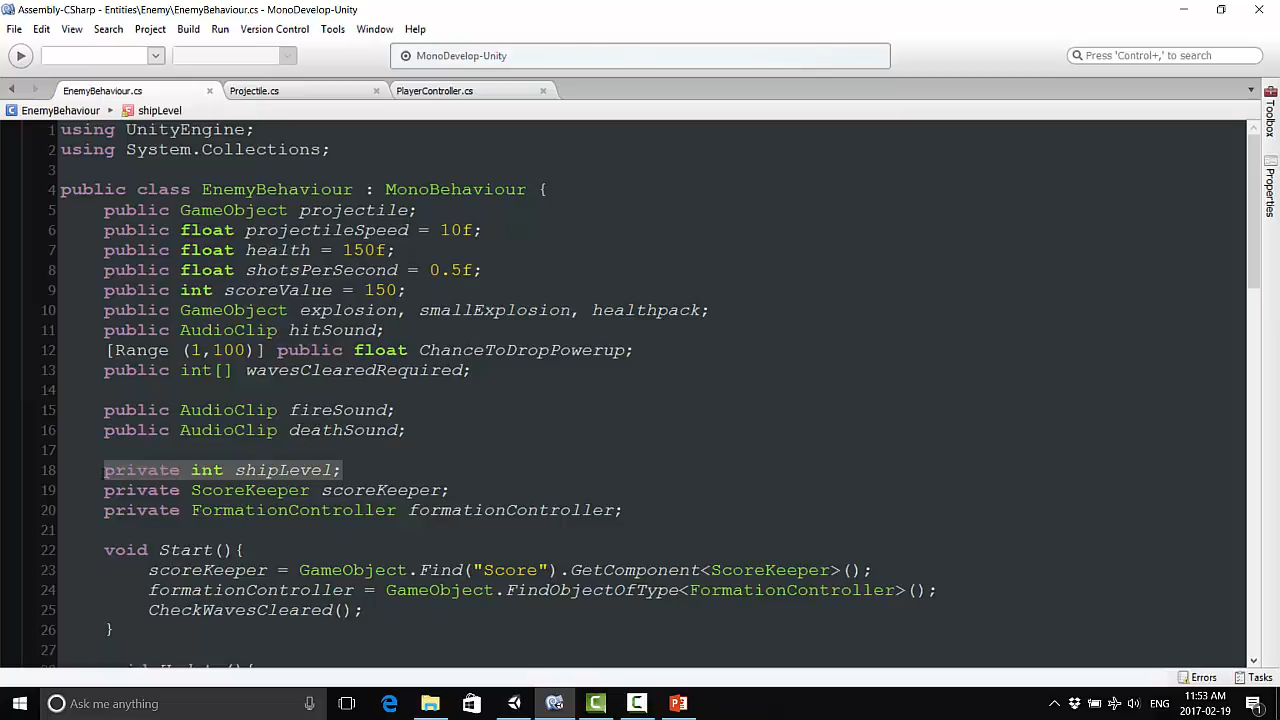 Assembly-CSharp - Entities\Enemy\EnemyBehaviour.cs* - MonoDevelop-Unity
File Edit View Search Project Build Run Version Control Tools Window Help
MonoDevelop-Unity
Press 'Control+,' to search
EnemyBehaviour.cs Projectile.cs PlayerController.cs
EnemyBehaviour shipLevel
Toolbox
Properties
1 using UnityEngine;
2 using System.Collections;
3
4 public class EnemyBehaviour : MonoBehaviour {
5 public GameObject projectile;
6 public float projectileSpeed = 10f;
7 public float health = 150f;
8 public float shotsPerSecond = 0.5f;
9 public int scoreValue = 150;
10 public GameObject explosion, smallExplosion, healthpack;
11 public AudioClip hitSound;
12 [Range (1,100)] public float ChanceToDropPowerup;
13 public int[] wavesClearedRequired;
14
15 public AudioClip fireSound;
16 public AudioClip deathSound;
17
18 private int shipLevel;
19 private ScoreKeeper scoreKeeper;
20 private FormationController formationController;
21
22 void Start(){
23 scoreKeeper = GameObject.Find("Score").GetComponent<ScoreKeeper>();
24 formationController = GameObject.FindObjectOfType<FormationController>();
25 CheckWavesCleared();
26 }
27
Errors Tasks
Ask me anything
11:53 AM
2017-02-19